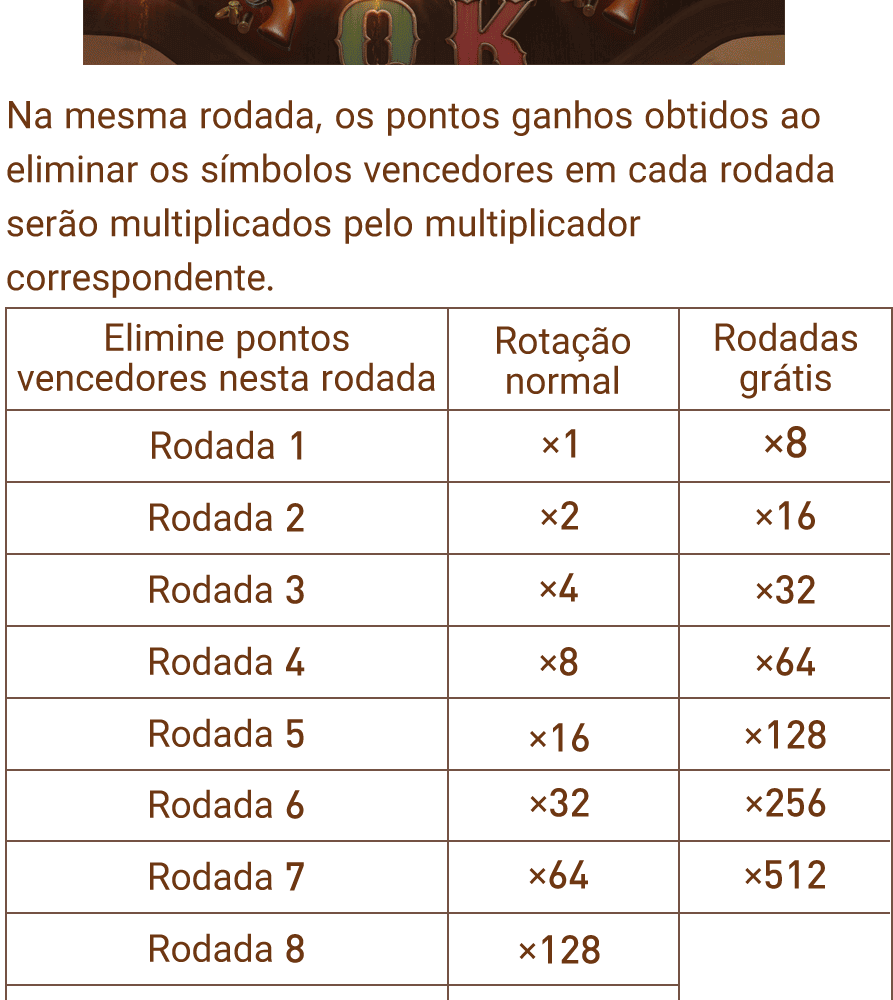 Q K
Na mesma rodada, os pontos ganhos obtidos ao
eliminar os símbolos vencedores em cada rodada
serão multiplicados pelo multiplicador
correspondente.
Elimine pontos
vencedores nesta rodada
Rotação
normal
Rodadas
grátis
Rodada 1 ×1 ×8
Rodada 2 ×2 ×16
Rodada 3 ×4 ×32
Rodada 4 ×8 ×64
Rodada 5 ×16 ×128
Rodada 6 ×32 ×256
Rodada 7 ×64 ×512
Rodada 8 ×128